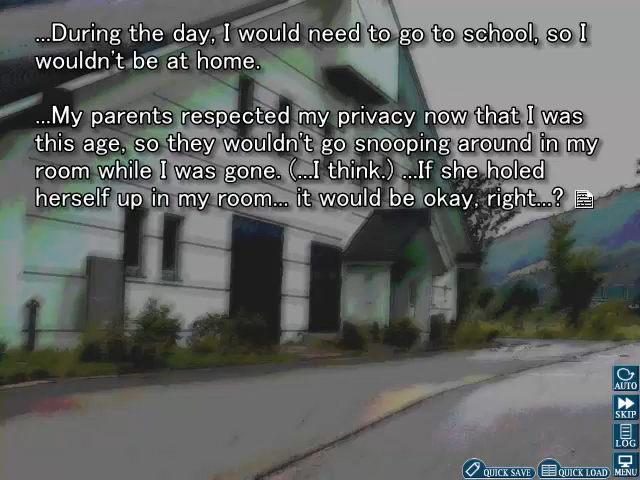 ...During the day, I would need to go to school, so I
wouldn't be at home.
...My parents respected my privacy now that I was
this age, so they wouldn't go snooping around in my
room while I was gone. (...I think.) ...If she holed
herself up in my room... it would be okay, right...?
AUTO
SKIP
LOG
MENU
QUICK SAVE
QUICK LOAD